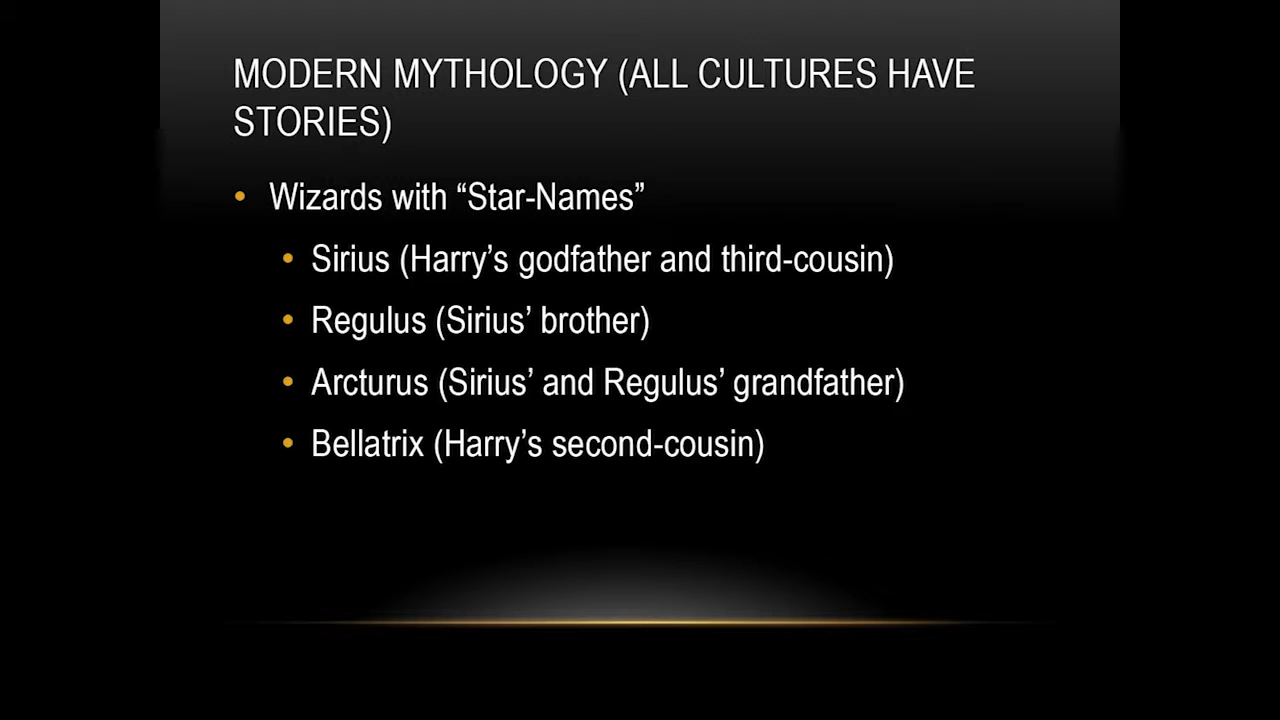 MODERN MYTHOLOGY (ALL CULTURES HAVE
STORIES)
• Wizards with “Star-Names”
• Sirius (Harry’s godfather and third-cousin)
• Regulus (Sirius’ brother)
• Arcturus (Sirius’ and Regulus’ grandfather)
• Bellatrix (Harry’s second-cousin)